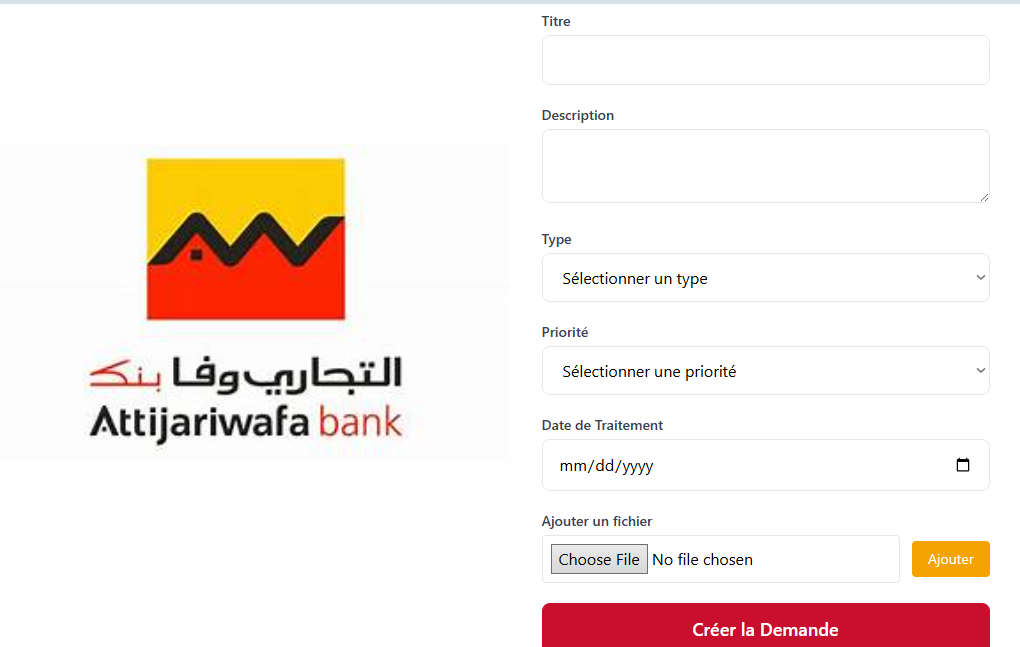 التجاري وفا بنك
Attijariwafa bank
Titre
Description
Type
Sélectionner un type
Priorité
Sélectionner une priorité
Date de Traitement
mm/dd/yyyy
Ajouter un fichier
Choose File No file chosen
Ajouter
Créer la Demande